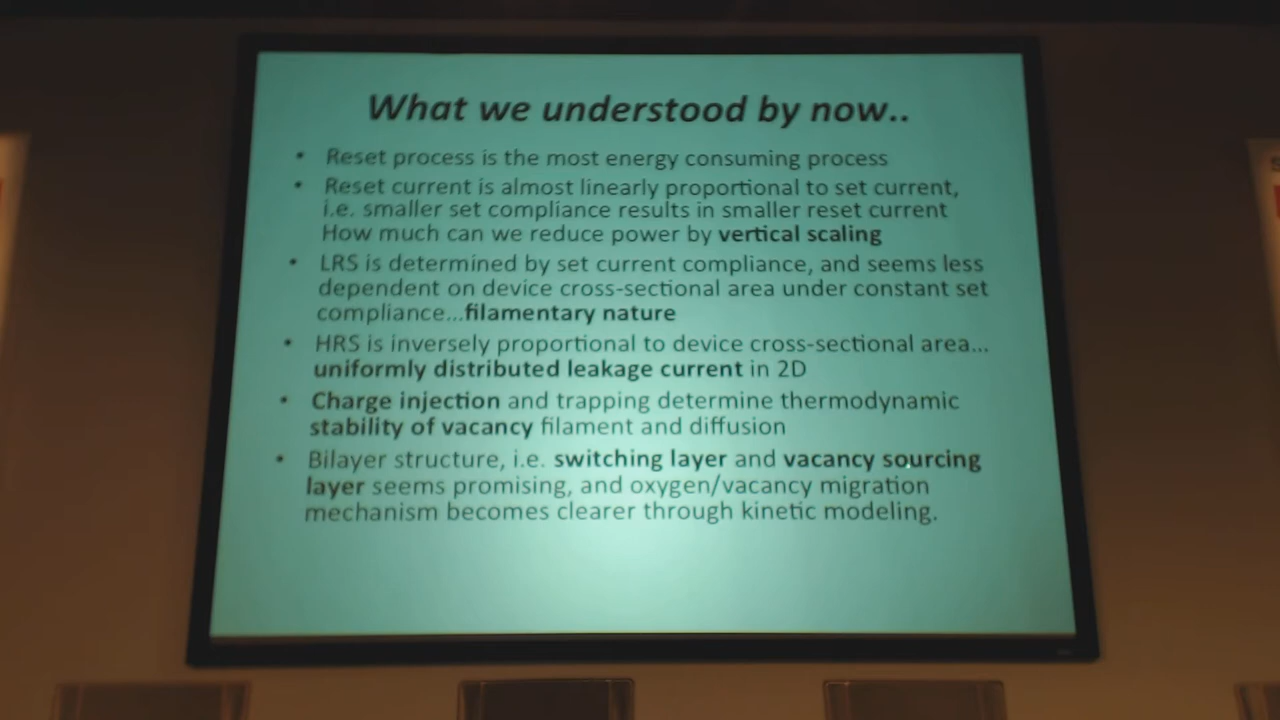 What we understood by now..
• Reset process is the most energy consuming process
• Reset current is almost linearly proportional to set current,
i.e. smaller set compliance results in smaller reset current
How much can we reduce power by vertical scaling
• LRS is determined by set current compliance, and seems less
dependent on device cross-sectional area under constant set
compliance...filamentary nature
• HRS is inversely proportional to device cross-sectional area...
uniformly distributed leakage current in 2D
• Charge injection and trapping determine thermodynamic
stability of vacancy filament and diffusion
• Bilayer structure, i.e. switching layer and vacancy sourcing
layer seems promising, and oxygen/vacancy migration
mechanism becomes clearer through kinetic modeling.